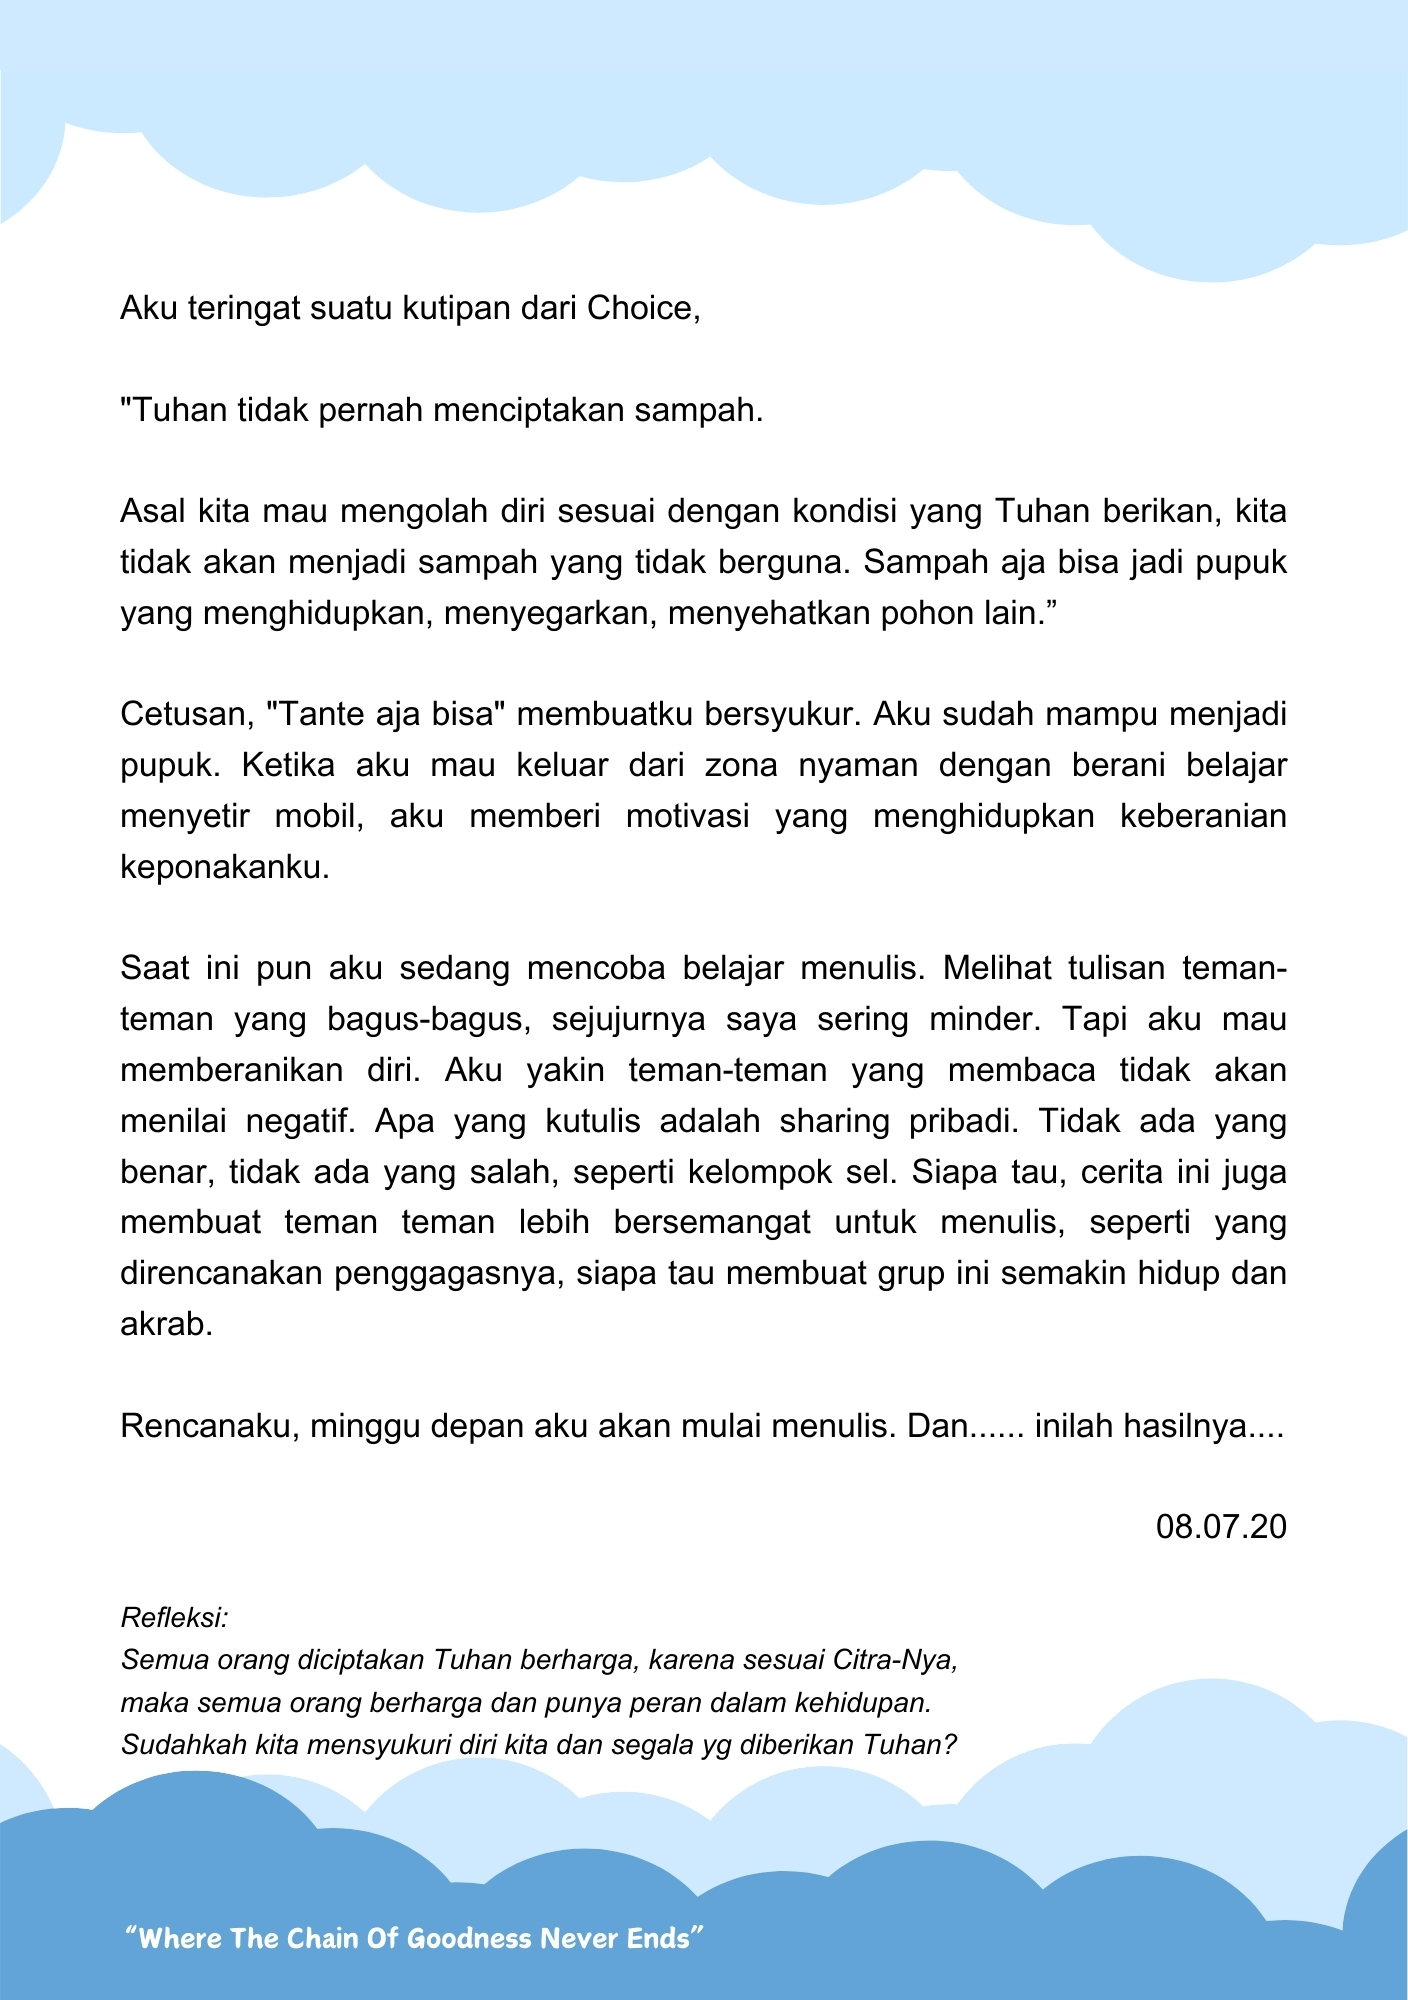 Aku teringat suatu kutipan dari Choice,
"Tuhan tidak pernah menciptakan sampah.
Asal kita mau mengolah diri sesuai dengan kondisi yang Tuhan berikan, kita
tidak akan menjadi sampah yang tidak berguna. Sampah aja bisa jadi pupuk
yang menghidupkan, menyegarkan, menyehatkan pohon lain.”
Cetusan, "Tante aja bisa" membuatku bersyukur. Aku sudah mampu menjadi
pupuk. Ketika aku mau keluar dari zona nyaman dengan berani belajar
menyetir mobil, aku memberi motivasi yang menghidupkan keberanian
keponakanku.
Saat ini pun aku sedang mencoba belajar menulis. Melihat tulisan teman-
teman yang bagus-bagus, sejujurnya saya sering minder. Tapi aku mau
memberanikan diri. Aku yakin teman-teman yang membaca tidak akan
menilai negatif. Apa yang kutulis adalah sharing pribadi. Tidak ada yang
benar, tidak ada yang salah, seperti kelompok sel. Siapa tau, cerita ini juga
membuat teman teman lebih bersemangat untuk menulis, seperti yang
direncanakan penggagasnya, siapa tau membuat grup ini semakin hidup dan
akrab.
Rencanaku, minggu depan aku akan mulai menulis. Dan...... inilah hasilnya....
08.07.20
Refleksi:
Semua orang diciptakan Tuhan berharga, karena sesuai Citra-Nya,
maka semua orang berharga dan punya peran dalam kehidupan.
Sudahkah kita mensyukuri diri kita dan segala yg diberikan Tuhan?
“Where The Chain Of Goodness Never Ends”